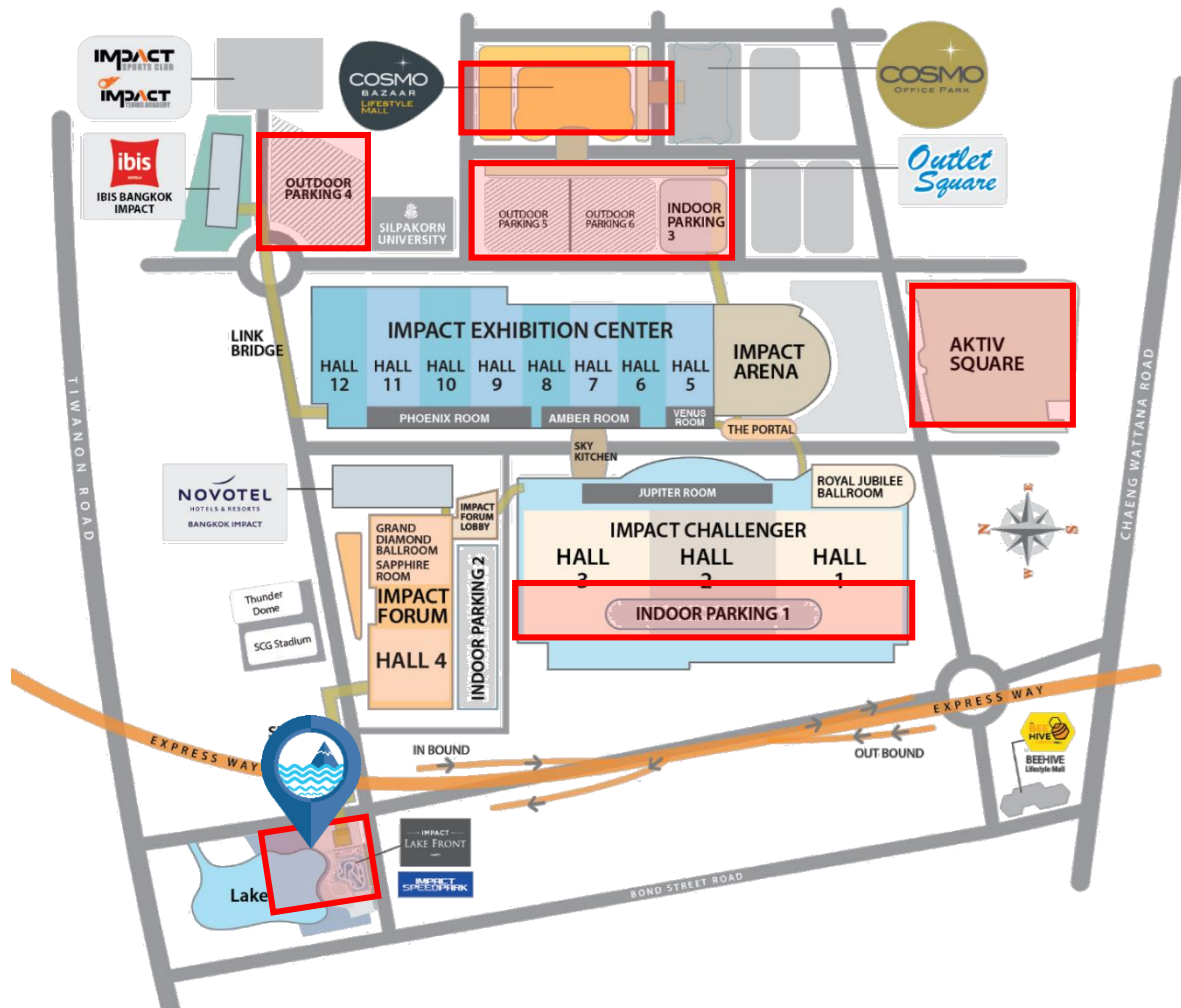 IMPACT
SPORTS CLUB
IMPACT
TENNIS ACADEMY
COSMO
BAZAAR
LIFESTYLE
MALL
COSMO
OFFICE PARK
ibis
HOTELS
IBIS BANGKOK
IMPACT
OUTDOOR
PARKING 4
SILPAKORN
UNIVERSITY
OUTDOOR
PARKING 5
OUTDOOR
PARKING 6
INDOOR
PARKING
3
Outlet
Square
LINK
BRIDGE
IMPACT EXHIBITION CENTER
HALL
12
HALL
11
HALL
10
HALL
9
HALL
8
HALL
7
HALL
6
HALL
5
PHOENIX ROOM
AMBER ROOM
VENUS
ROOM
IMPACT
ARENA
AKTIV
SQUARE
THE PORTAL
SKY
KITCHEN
TIWANON ROAD
CHAENG WATTANA ROAD
NOVOTEL
HOTELS & RESORTS
BANGKOK IMPACT
IMPACT
FORUM
LOBBY
JUPITER ROOM
ROYAL JUBILEE
BALLROOM
GRAND
DIAMOND
BALLROOM
SAPPHIRE
ROOM
IMPACT
FORUM
HALL 4
INDOOR PARKING 2
IMPACT CHALLENGER
HALL
3
HALL
2
HALL
1
INDOOR PARKING 1
N
E
S
W
Thunder
Dome
SCG Stadium
EXPRESS WAY
EXPRESS WAY
IN BOUND
OUT BOUND
BEE
HIVE
BEEHIVE
Lifestyle Mall
IMPACT
LAKE FRONT
IMPACT
SPEEDPARK
Lake
BOND STREET ROAD